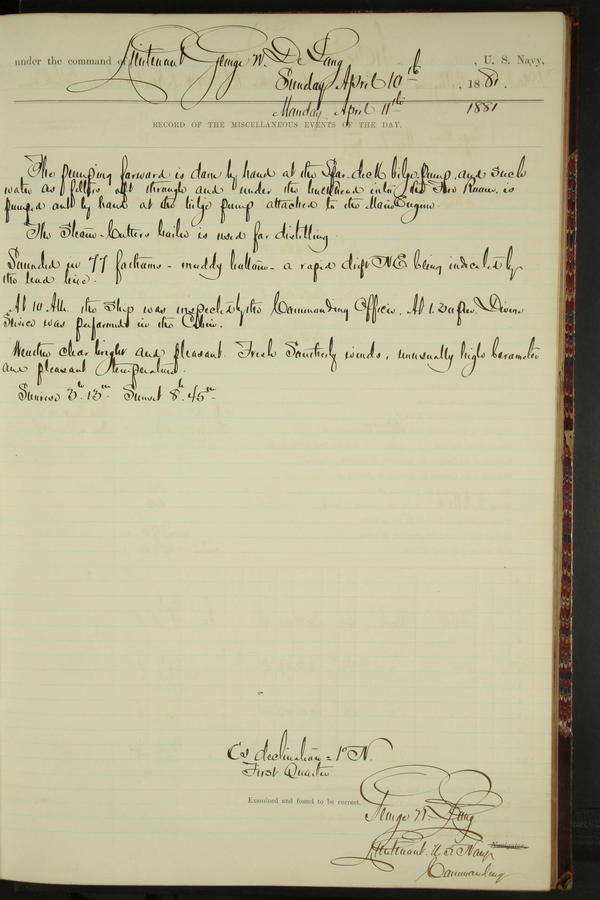 under the command of Lieutenant George W. De Long, U. S. Navy,
Sunday April 10th, 1881.
Monday, April 11th 1881
RECORD OF THE MISCELLANEOUS EVENTS OF THE DAY.
The pumping forward is done by hand at the Spar-deck bilge pump, and such
water as filters aft through and under the bulkhead into the Fire Room, is
pumped out by hand at the bilge pump attached to the Main Engine.
The Steam-Cutters boiler is used for distilling.
Sounded in 77 fathoms - muddy bottom - a rapid drift NE being indicated by
the lead line.
At 10 AM. the ship was inspected by the Commanding Officer. At 1.30 Divine
Service was performed in the Cabin.
Weather clear bright and pleasant. Fresh Southerly winds, unusually high barometer
and pleasant temperature.
Sunrise 3h. 13m. Sunset 8h. 45m.
Cs declination = 1° N.
First Quarter
Examined and found to be correct.
George W. De Long
Lieutenant. U. S. Navy Navigator.
Commanding